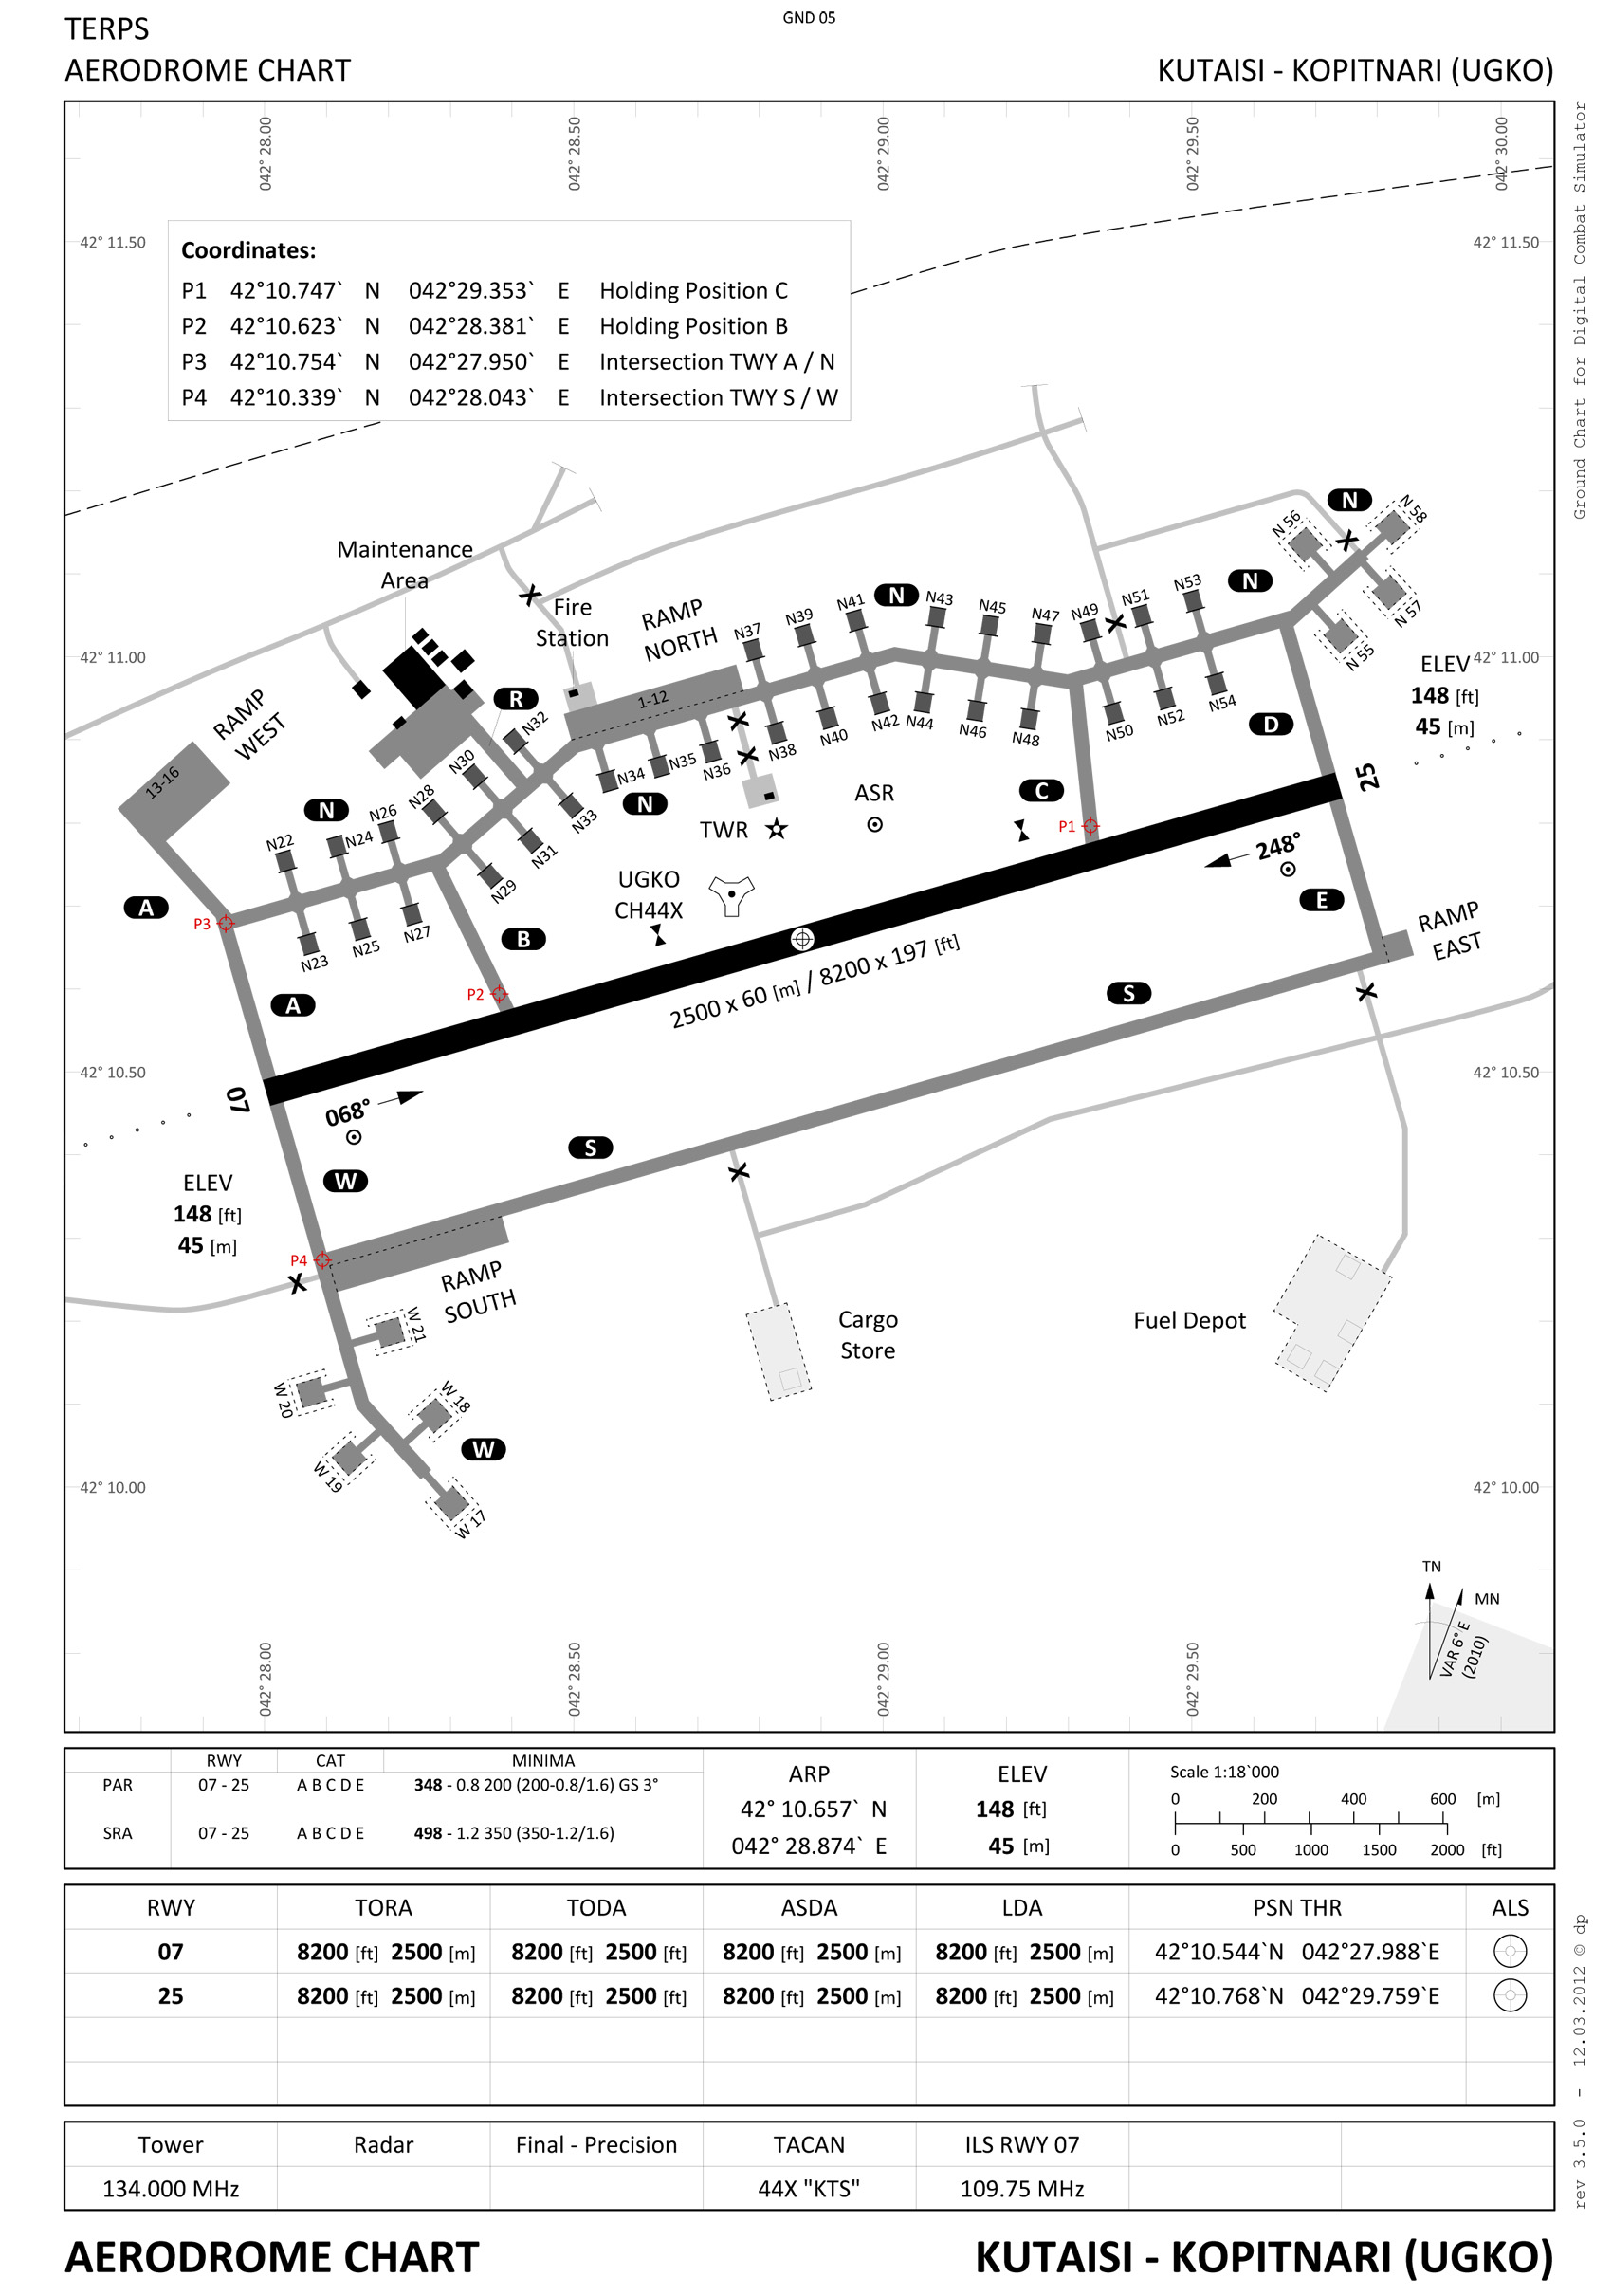 GND 05
TERPS
AERODROME CHART
KUTAISI - KOPITNARI (UGKO)
Ground Chart for Digital Combat Simulator
042° 28.00
042° 28.50
042° 29.00
042° 29.50
042° 30.00
42° 11.50
42° 11.50
Coordinates:
P1 42°10.747` N 042°29.353` E Holding Position C
P2 42°10.623` N 042°28.381` E Holding Position B
P3 42°10.754` N 042°27.950` E Intersection TWY A / N
P4 42°10.339` N 042°28.043` E Intersection TWY S / W
Maintenance
Area
Fire
Station
RAMP
NORTH
1-12
RAMP
WEST
13-16
R
N
N
N
N
N
N 56
N 58
N 57
N 55
N22
N24
N26
N28
N30
N32
N23
N25
N27
N29
N31
N33
N34
N35
N36
N37
N38
N39
N40
N41
N42
N43
N44
N45
N46
N47
N48
N49
N50
N51
N52
N53
N54
42° 11.00
42° 11.00
ELEV
148 [ft]
45 [m]
D
C
P1
25
248°
E
RAMP
EAST
ASR
TWR
UGKO
CH44X
A
P3
B
P2
A
2500 x 60 [m] / 8200 x 197 [ft]
S
42° 10.50
42° 10.50
07
068°
S
W
ELEV
148 [ft]
45 [m]
P4
RAMP
SOUTH
W 21
W 20
W 18
W 19
W
W 17
Cargo
Store
Fuel Depot
42° 10.00
42° 10.00
TN
MN
VAR 6° E
(2010)
042° 28.00
042° 28.50
042° 29.00
042° 29.50
RWY CAT MINIMA
PAR 07 - 25 A B C D E 348 - 0.8 200 (200-0.8/1.6) GS 3°
SRA 07 - 25 A B C D E 498 - 1.2 350 (350-1.2/1.6)
ARP
42° 10.657` N
042° 28.874` E
ELEV
148 [ft]
45 [m]
Scale 1:18`000
0 200 400 600 [m]
0 500 1000 1500 2000 [ft]
RWY TORA TODA ASDA LDA PSN THR ALS
07 8200 [ft] 2500 [m] 8200 [ft] 2500 [ft] 8200 [ft] 2500 [m] 8200 [ft] 2500 [m] 42°10.544`N 042°27.988`E
25 8200 [ft] 2500 [m] 8200 [ft] 2500 [ft] 8200 [ft] 2500 [m] 8200 [ft] 2500 [m] 42°10.768`N 042°29.759`E
Tower Radar Final - Precision TACAN ILS RWY 07
134.000 MHz 44X "KTS" 109.75 MHz
rev 3.5.0 - 12.03.2012 © dp
AERODROME CHART
KUTAISI - KOPITNARI (UGKO)